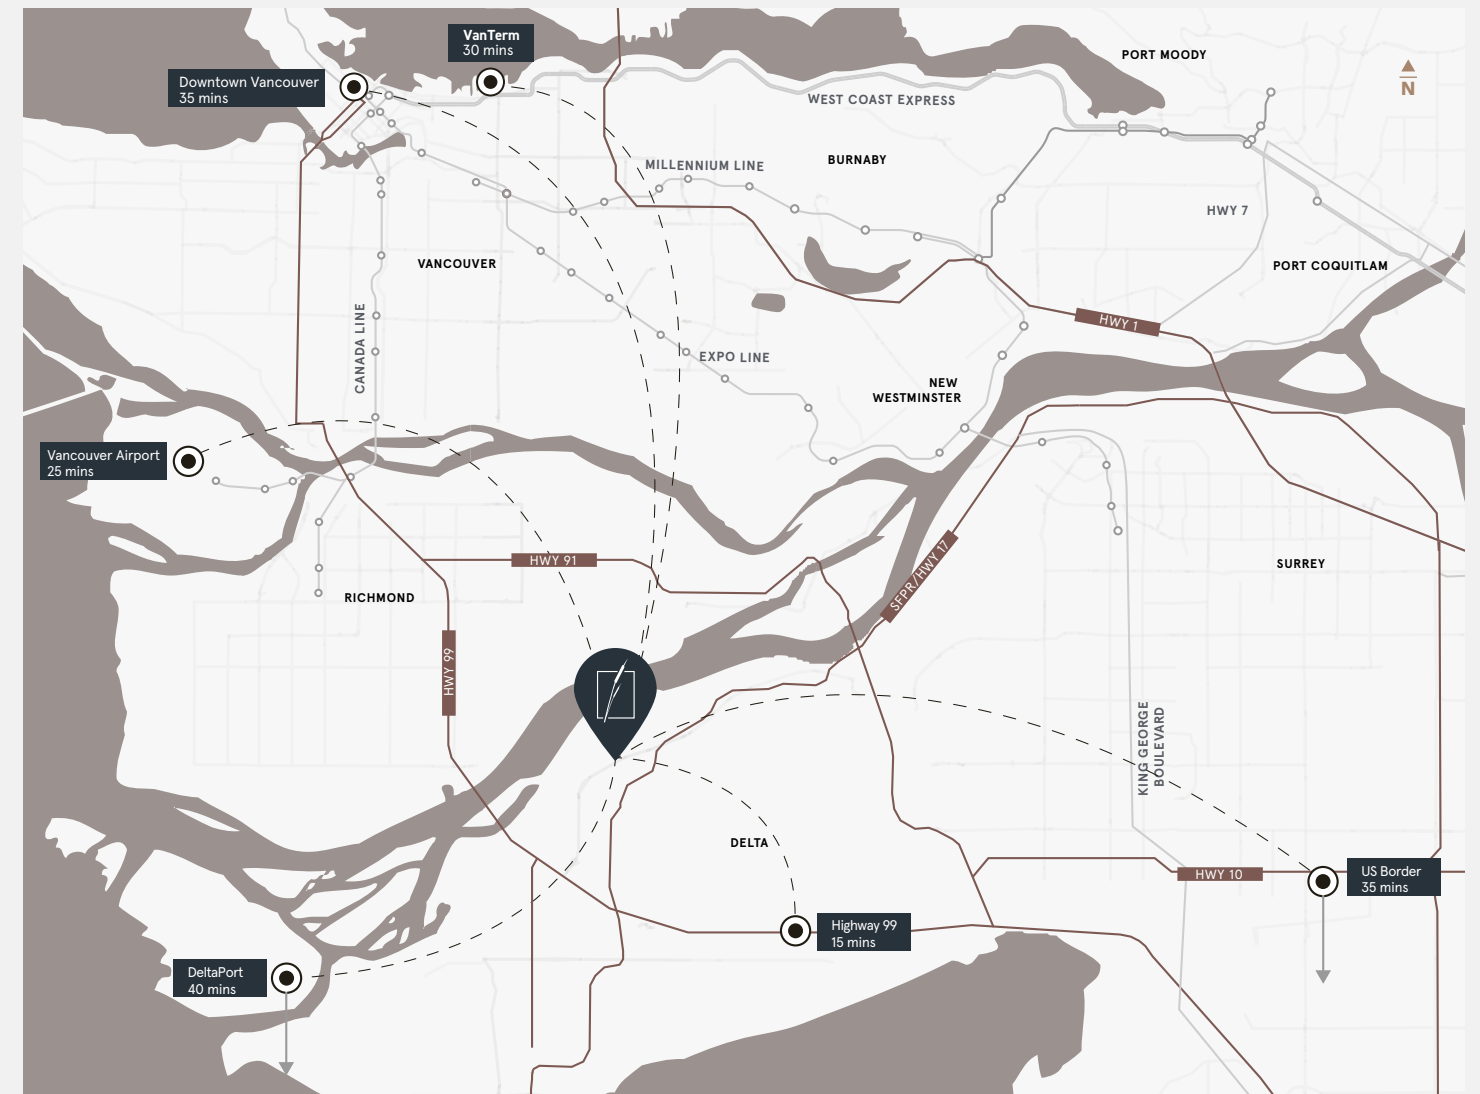 VanTerm
30 mins
PORT MOODY
Downtown Vancouver
35 mins
N
WEST COAST EXPRESS
MILLENNIUM LINE
BURNABY
HWY 7
VANCOUVER
PORT COQUITLAM
CANADA LINE
HWY 1
EXPO LINE
NEW
WESTMINSTER
Vancouver Airport
25 mins
HWY 91
SFPR/HWY 17
SURREY
RICHMOND
HWY 99
KING GEORGE
BOULEVARD
DELTA
HWY 10
US Border
35 mins
Highway 99
15 mins
DeltaPort
40 mins